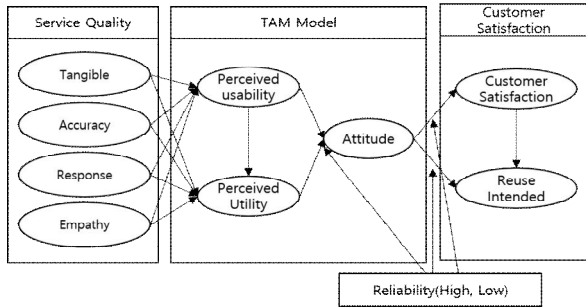 Service Quality
TAM Model
Customer
Satisfaction
Tangible
Accuracy
Response
Empathy
Perceived
usability
Perceived
Utility
Attitude
Customer
Satisfaction
Reuse
Intended
Reliability(High, Low)